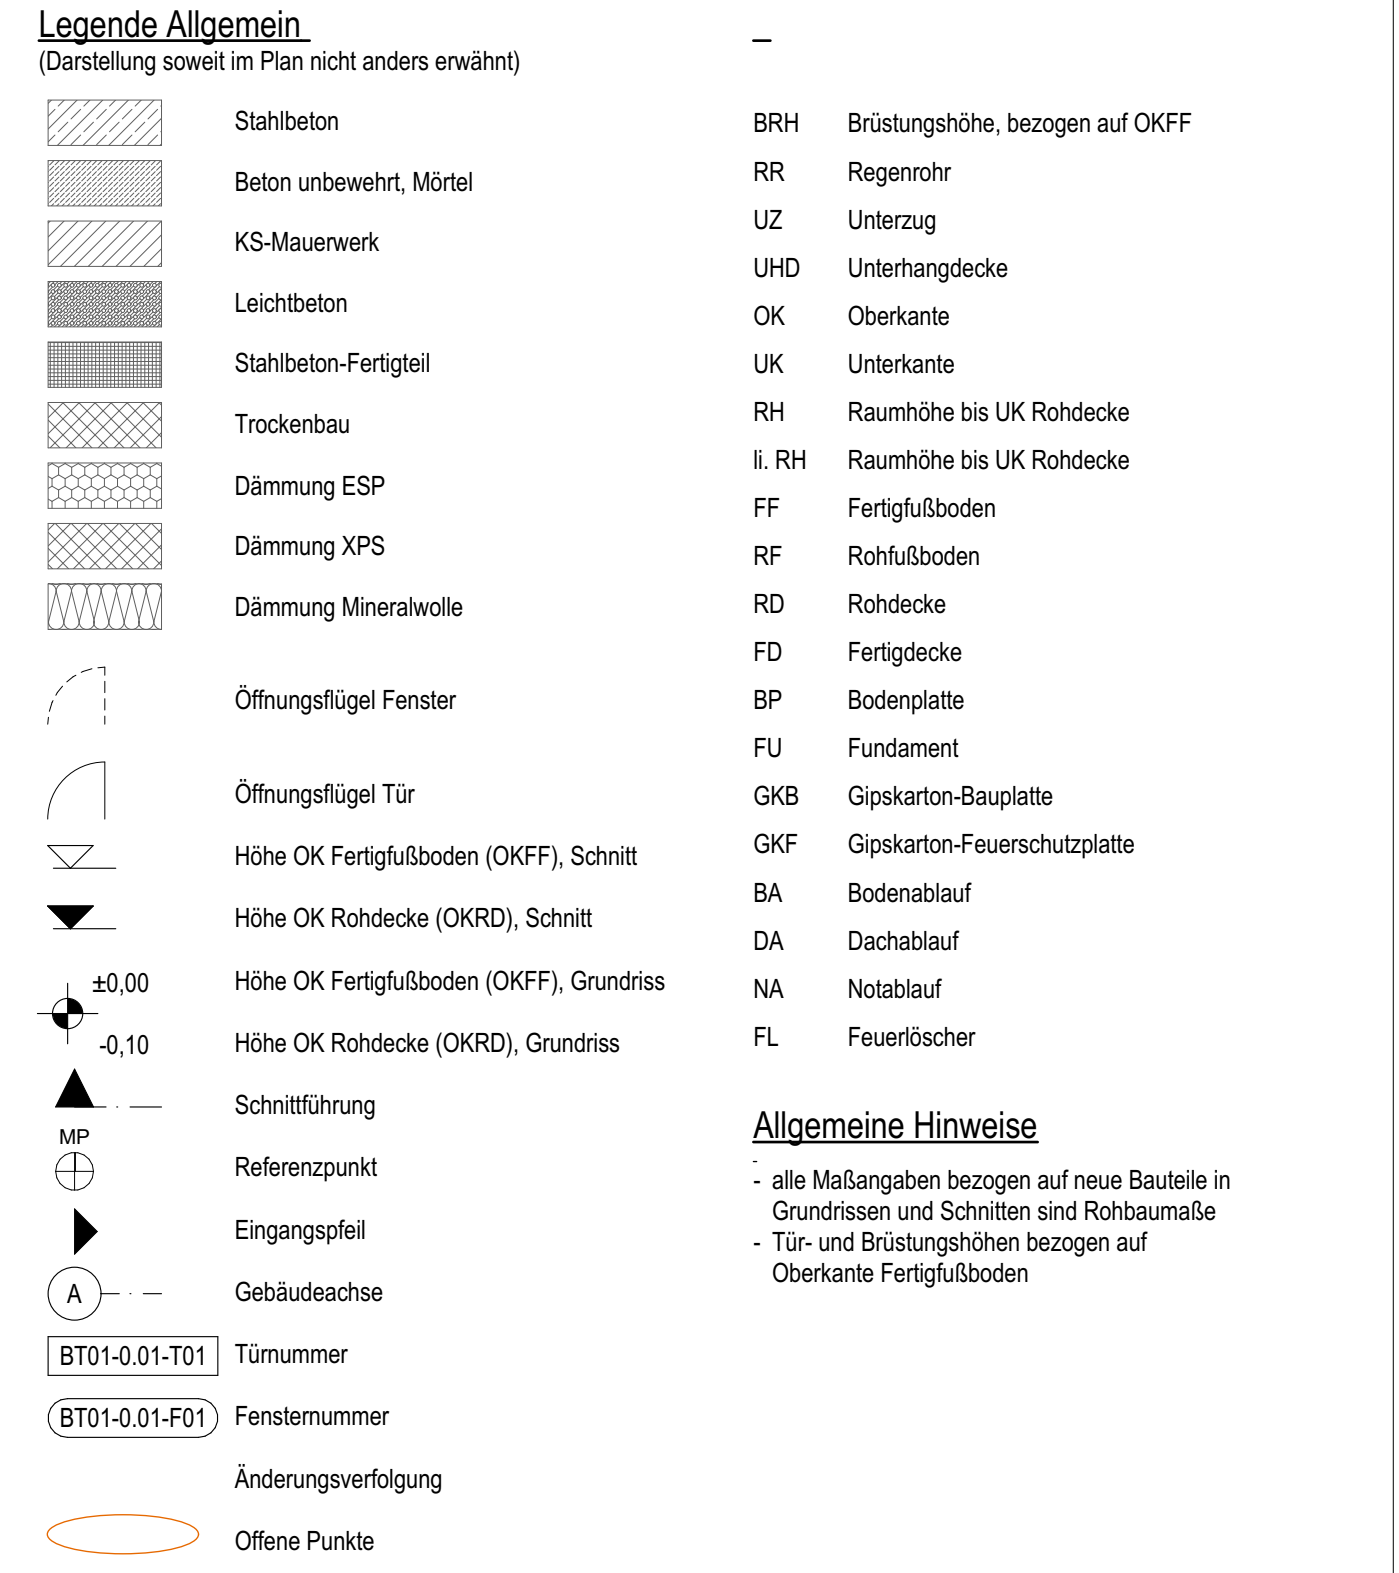 Legende Allgemein
(Darstellung soweit im Plan nicht anders erwähnt)
Stahlbeton
Beton unbewehrt, Mörtel
KS-Mauerwerk
Leichtbeton
Stahlbeton-Fertigteil
Trockenbau
Dämmung ESP
Dämmung XPS
Dämmung Mineralwolle
Öffnungsflügel Fenster
Öffnungsflügel Tür
Höhe OK Fertigfußboden (OKFF), Schnitt
Höhe OK Rohdecke (OKRD), Schnitt
±0,00 Höhe OK Fertigfußboden (OKFF), Grundriss
-0,10 Höhe OK Rohdecke (OKRD), Grundriss
Schnittführung
MP
Referenzpunkt
Eingangspfeil
A Gebäudeachse
BT01-0.01-T01 Türnummer
BT01-0.01-F01 Fensternummer
Änderungsverfolgung
Offene Punkte
BRH Brüstungshöhe, bezogen auf OKFF
RR Regenrohr
UZ Unterzug
UHD Unterhangdecke
OK Oberkante
UK Unterkante
RH Raumhöhe bis UK Rohdecke
li. RH Raumhöhe bis UK Rohdecke
FF Fertigfußboden
RF Rohfußboden
RD Rohdecke
FD Fertigdecke
BP Bodenplatte
FU Fundament
GKB Gipskarton-Bauplatte
GKF Gipskarton-Feuerschutzplatte
BA Bodenablauf
DA Dachablauf
NA Notablauf
FL Feuerlöscher
Allgemeine Hinweise
-
- alle Maßangaben bezogen auf neue Bauteile in
Grundrissen und Schnitten sind Rohbaumaße
- Tür- und Brüstungshöhen bezogen auf
Oberkante Fertigfußboden